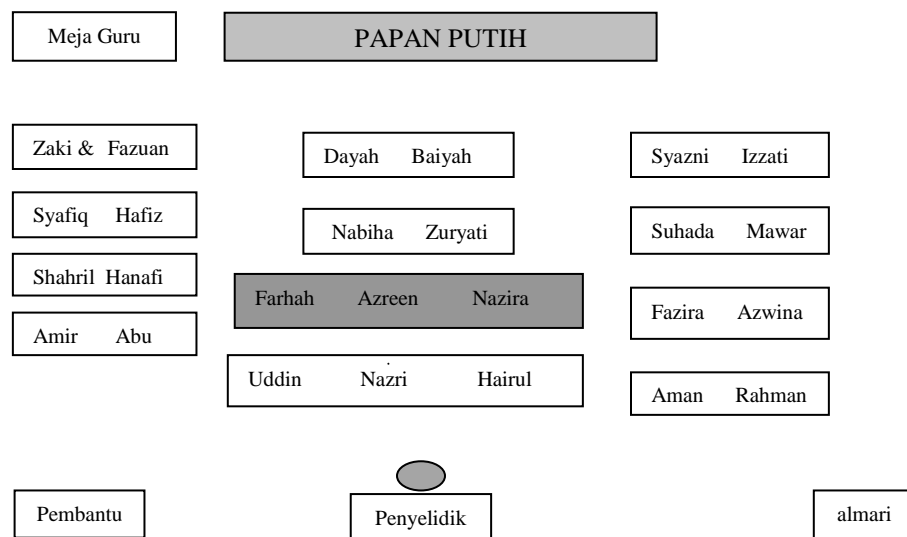 Meja Guru
PAPAN PUTIH
Zaki & Fazuan
Dayah Baiyah
Syazni Izzati
Syafiq Hafiz
Nabiha Zuryati
Suhada Mawar
Shahril Hanafi
Farhah Azreen Nazira
Fazira Azwina
Amir Abu
Uddin Nazri Hairul
Aman Rahman
Pembantu
Penyelidik
almari